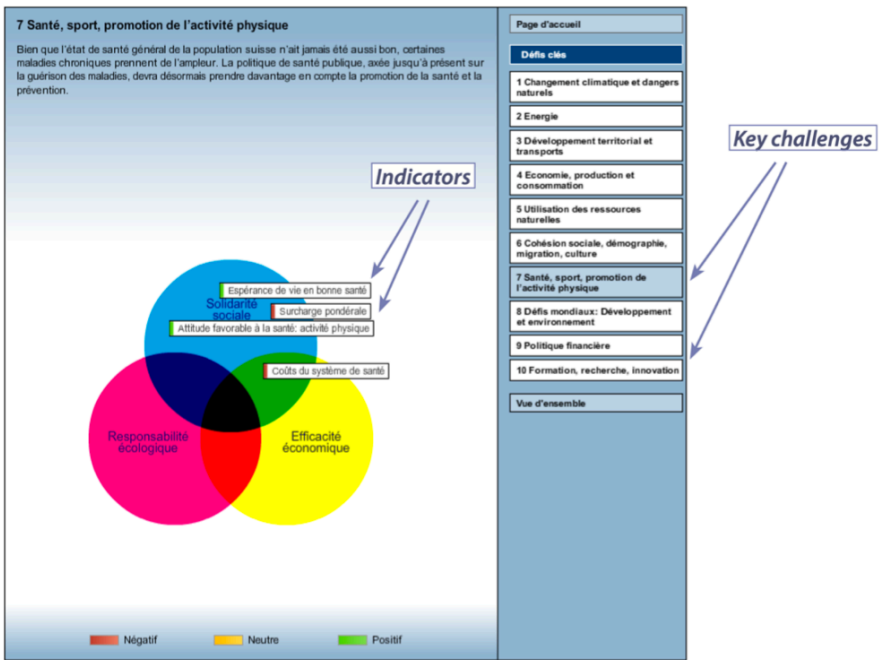 7 Santé, sport, promotion de l'activité physique
Bien que l'état de santé général de la population suisse n'ait jamais été aussi bon, certaines
maladies chroniques prennent de l'ampleur. La politique de santé publique, axée jusqu'à présent sur
la guérison des maladies, devra désormais prendre davantage en compte la promotion de la santé et la
prévention.
Indicators
Espérance de vie en bonne santé
Solidarité
sociale
Surcharge pondérale
Attitude favorable à la santé: activité physique
Coûts du système de santé
Responsabilité
écologique
Efficacité
économique
Négatif
Neutre
Positif
Page d'accueil
Défis clés
1 Changement climatique et dangers
naturels
2 Energie
3 Développement territorial et
transports
4 Economie, production et
consommation
5 Utilisation des ressources
naturelles
6 Cohésion sociale, démographie,
migration, culture
7 Santé, sport, promotion de
l'activité physique
8 Défis mondiaux: Développement
et environnement
9 Politique financière
10 Formation, recherche, innovation
Vue d'ensemble
Key challenges